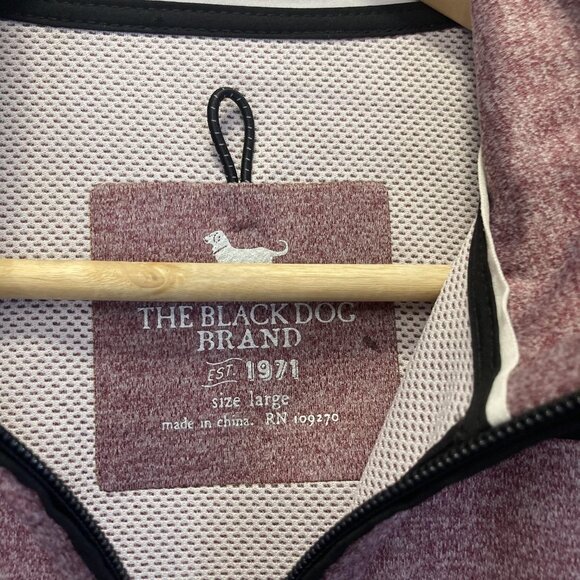 THE BLACK DOG
BRAND
EST. 1971
size large
made in china. RN 109270